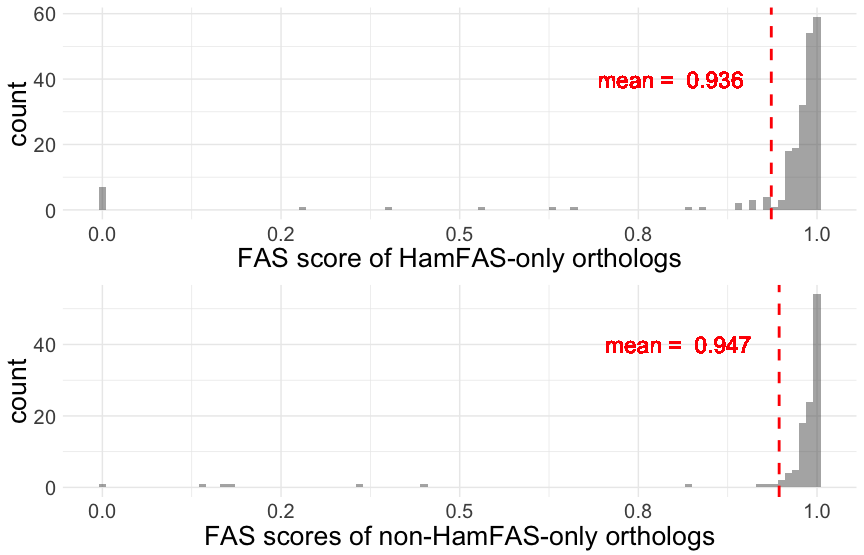 60
40
20
0
count
mean = 0.936
0.0 0.2 0.5 0.8 1.0
FAS score of HamFAS-only orthologs
40
20
0
count
mean = 0.947
0.0 0.2 0.5 0.8 1.0
FAS scores of non-HamFAS-only orthologs